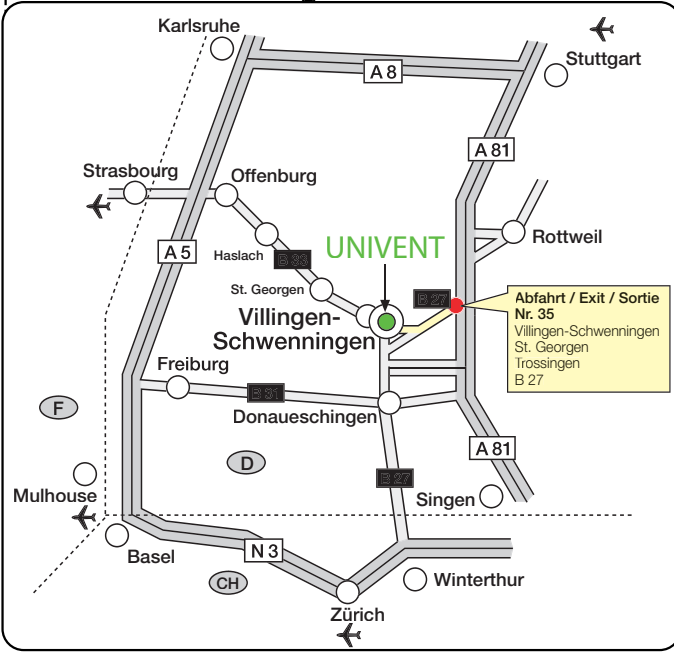 Karlsruhe
Stuttgart
A 8
A 81
Strasbourg
Offenburg
Rottweil
A 5
Haslach
B 33
UNIVENT
St. Georgen
B 27
Abfahrt / Exit / Sortie
Nr. 35
Villingen-Schwenningen
St. Georgen
Trossingen
B 27
Villingen-
Schwenningen
Freiburg
B 31
Donaueschingen
F
D
A 81
B 27
Mulhouse
Singen
Basel
N 3
CH
Winterthur
Zürich